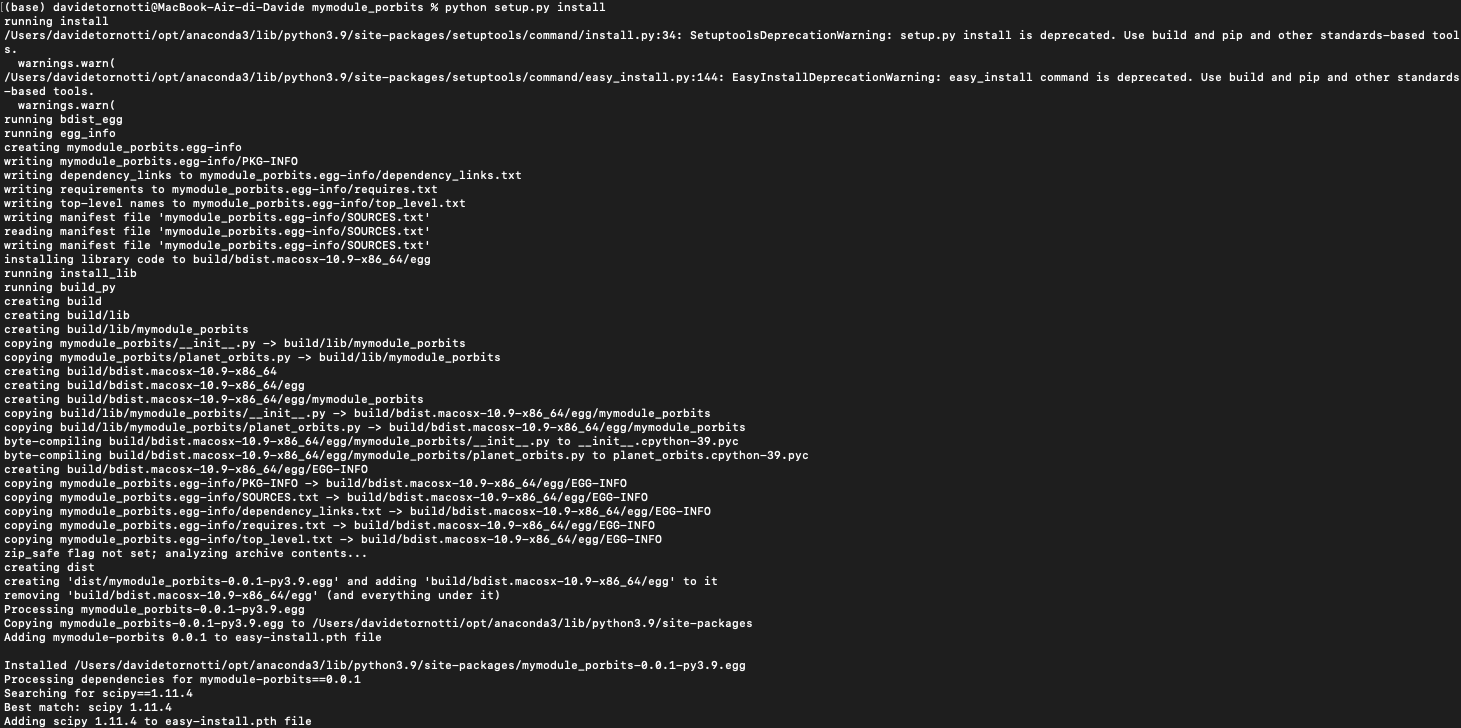 [(base) davidetornotti@MacBook-Air-di-Davide mymodule_porbits % python setup.py install
running install
/Users/davidetornotti/opt/anaconda3/lib/python3.9/site-packages/setuptools/command/install.py:34: SetuptoolsDeprecationWarning: setup.py install is deprecated. Use build and pip and other standards-based tool
s.
  warnings.warn(
/Users/davidetornotti/opt/anaconda3/lib/python3.9/site-packages/setuptools/command/easy_install.py:144: EasyInstallDeprecationWarning: easy_install command is deprecated. Use build and pip and other standards
-based tools.
  warnings.warn(
running bdist_egg
running egg_info
creating mymodule_porbits.egg-info
writing mymodule_porbits.egg-info/PKG-INFO
writing dependency_links to mymodule_porbits.egg-info/dependency_links.txt
writing requirements to mymodule_porbits.egg-info/requires.txt
writing top-level names to mymodule_porbits.egg-info/top_level.txt
writing manifest file 'mymodule_porbits.egg-info/SOURCES.txt'
reading manifest file 'mymodule_porbits.egg-info/SOURCES.txt'
writing manifest file 'mymodule_porbits.egg-info/SOURCES.txt'
installing library code to build/bdist.macosx-10.9-x86_64/egg
running install_lib
running build_py
creating build
creating build/lib
creating build/lib/mymodule_porbits
copying mymodule_porbits/__init__.py -> build/lib/mymodule_porbits
copying mymodule_porbits/planet_orbits.py -> build/lib/mymodule_porbits
creating build/bdist.macosx-10.9-x86_64
creating build/bdist.macosx-10.9-x86_64/egg
creating build/bdist.macosx-10.9-x86_64/egg/mymodule_porbits
copying build/lib/mymodule_porbits/__init__.py -> build/bdist.macosx-10.9-x86_64/egg/mymodule_porbits
copying build/lib/mymodule_porbits/planet_orbits.py -> build/bdist.macosx-10.9-x86_64/egg/mymodule_porbits
byte-compiling build/bdist.macosx-10.9-x86_64/egg/mymodule_porbits/__init__.py to __init__.cpython-39.pyc
byte-compiling build/bdist.macosx-10.9-x86_64/egg/mymodule_porbits/planet_orbits.py to planet_orbits.cpython-39.pyc
creating build/bdist.macosx-10.9-x86_64/egg/EGG-INFO
copying mymodule_porbits.egg-info/PKG-INFO -> build/bdist.macosx-10.9-x86_64/egg/EGG-INFO
copying mymodule_porbits.egg-info/SOURCES.txt -> build/bdist.macosx-10.9-x86_64/egg/EGG-INFO
copying mymodule_porbits.egg-info/dependency_links.txt -> build/bdist.macosx-10.9-x86_64/egg/EGG-INFO
copying mymodule_porbits.egg-info/requires.txt -> build/bdist.macosx-10.9-x86_64/egg/EGG-INFO
copying mymodule_porbits.egg-info/top_level.txt -> build/bdist.macosx-10.9-x86_64/egg/EGG-INFO
zip_safe flag not set; analyzing archive contents...
creating dist
creating 'dist/mymodule_porbits-0.0.1-py3.9.egg' and adding 'build/bdist.macosx-10.9-x86_64/egg' to it
removing 'build/bdist.macosx-10.9-x86_64/egg' (and everything under it)
Processing mymodule_porbits-0.0.1-py3.9.egg
Copying mymodule_porbits-0.0.1-py3.9.egg to /Users/davidetornotti/opt/anaconda3/lib/python3.9/site-packages
Adding mymodule-porbits 0.0.1 to easy-install.pth file

Installed /Users/davidetornotti/opt/anaconda3/lib/python3.9/site-packages/mymodule_porbits-0.0.1-py3.9.egg
Processing dependencies for mymodule-porbits==0.0.1
Searching for scipy==1.11.4
Best match: scipy 1.11.4
Adding scipy 1.11.4 to easy-install.pth file